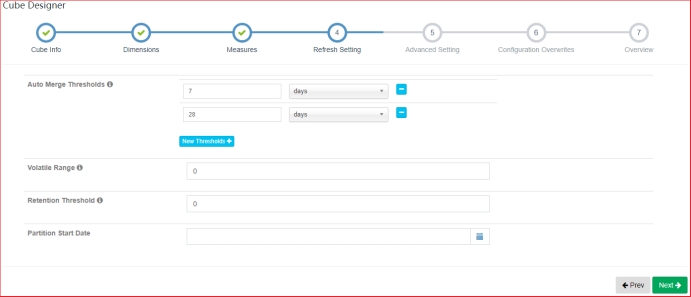 Cube Designer
4 5 6 7
Cube Info Dimensions Measures Refresh Setting Advanced Setting Configuration Overwrites Overview
Auto Merge Thresholds
7 days
28 days
New Thresholds +
Volatile Range 0
Retention Threshold 0
Partition Start Date
Prev Next